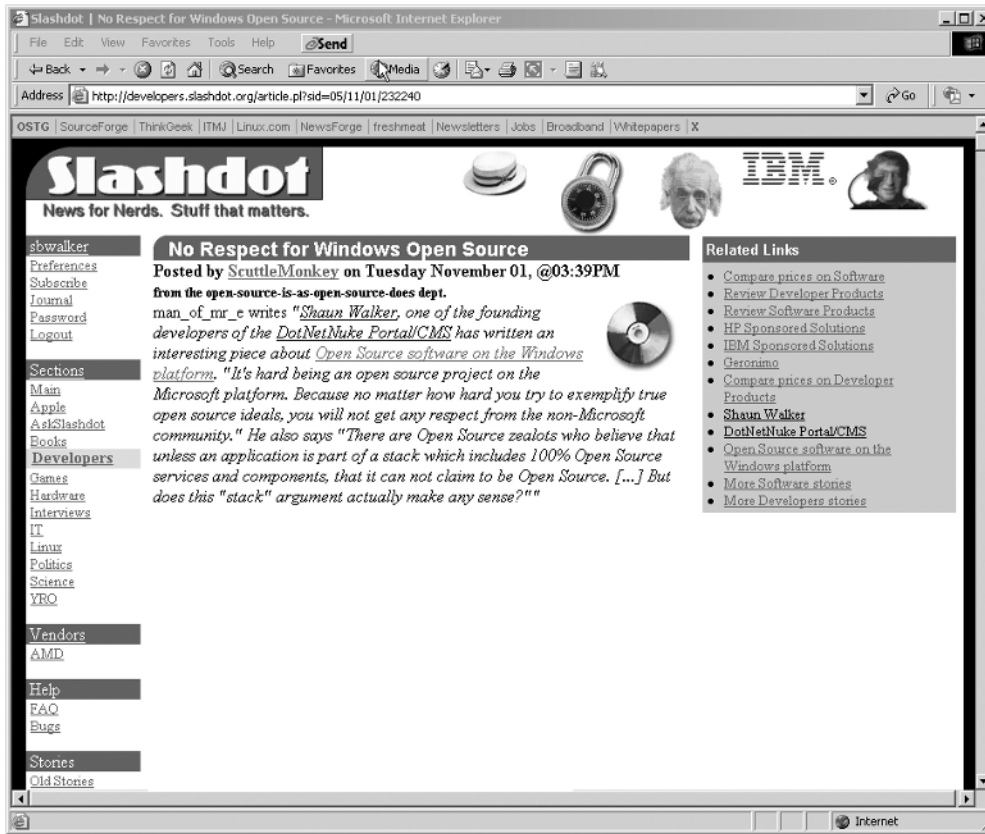 Slashdot | No Respect for Windows Open Source - Microsoft Internet Explorer
File Edit View Favorites Tools Help Send
Back Search Favorites Media
Address http://developers.slashdot.org/article.pl?sid=05/11/01/232240 Go
OSTG | SourceForge | ThinkGeek | ITMJ | Linux.com | NewsForge | freshmeat | Newsletters | Jobs | Broadband | Whitepapers | X
Slashdot
News for Nerds. Stuff that matters.
IBM.
sbwalker
Preferences
Subscribe
Journal
Password
Logout
Sections
Main
Apple
AskSlashdot
Books
Developers
Games
Hardware
Interviews
IT
Linux
Politics
Science
YRO
Vendors
AMD
Help
FAQ
Bugs
Stories
Old Stories
No Respect for Windows Open Source
Posted by ScuttleMonkey on Tuesday November 01, @03:39PM
from the open-source-is-as-open-source-does dept.
man_of_mr_e writes "Shaun Walker, one of the founding
developers of the DotNetNuke Portal/CMS has written an
interesting piece about Open Source software on the Windows
platform. "It's hard being an open source project on the
Microsoft platform. Because no matter how hard you try to exemplify true
open source ideals, you will not get any respect from the non-Microsoft
community." He also says "There are Open Source zealots who believe that
unless an application is part of a stack which includes 100% Open Source
services and components, that it can not claim to be Open Source. [...] But
does this "stack" argument actually make any sense?""
Related Links
Compare prices on Software
Review Developer Products
Review Software Products
HP Sponsored Solutions
IBM Sponsored Solutions
Geronimo
Compare prices on Developer
Products
Shaun Walker
DotNetNuke Portal/CMS
Open Source software on the
Windows platform
More Software stories
More Developers stories
Internet